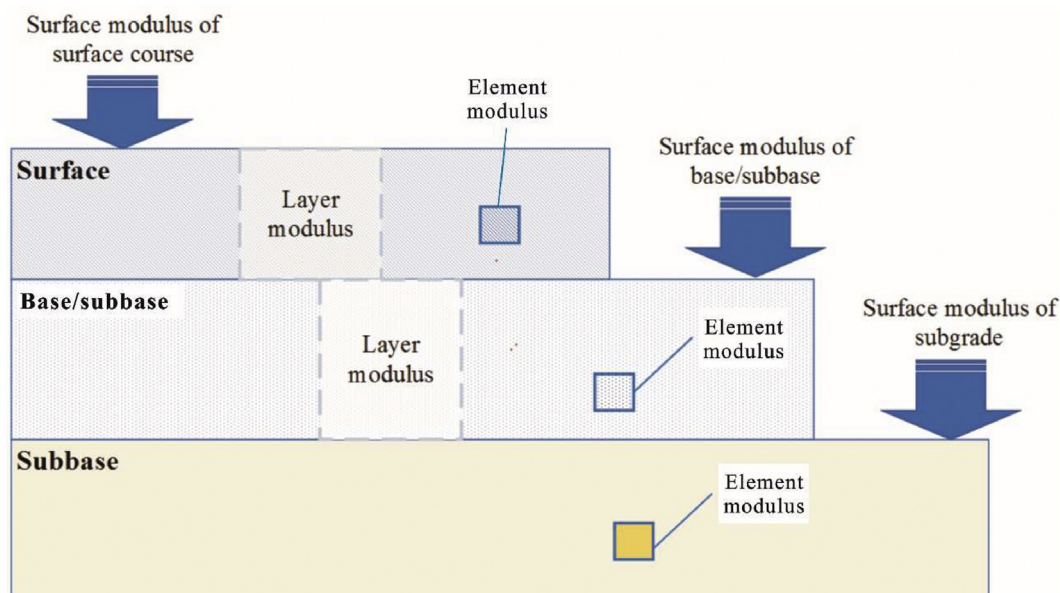 Surface modulus of
surface course
Element
modulus
Surface modulus of
base/subbase
Surface
Layer
modulus
Surface modulus of
subgrade
Base/subbase
Layer
modulus
Element
modulus
Subbase
Element
modulus